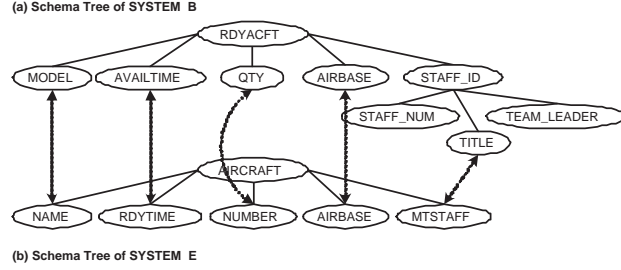 (a) Schema Tree of SYSTEM B
RDYACFT
MODEL AVAILTIME QTY AIRBASE STAFF_ID
STAFF_NUM TEAM_LEADER
TITLE
AIRCRAFT
NAME RDYTIME NUMBER AIRBASE MTSTAFF
(b) Schema Tree of SYSTEM E